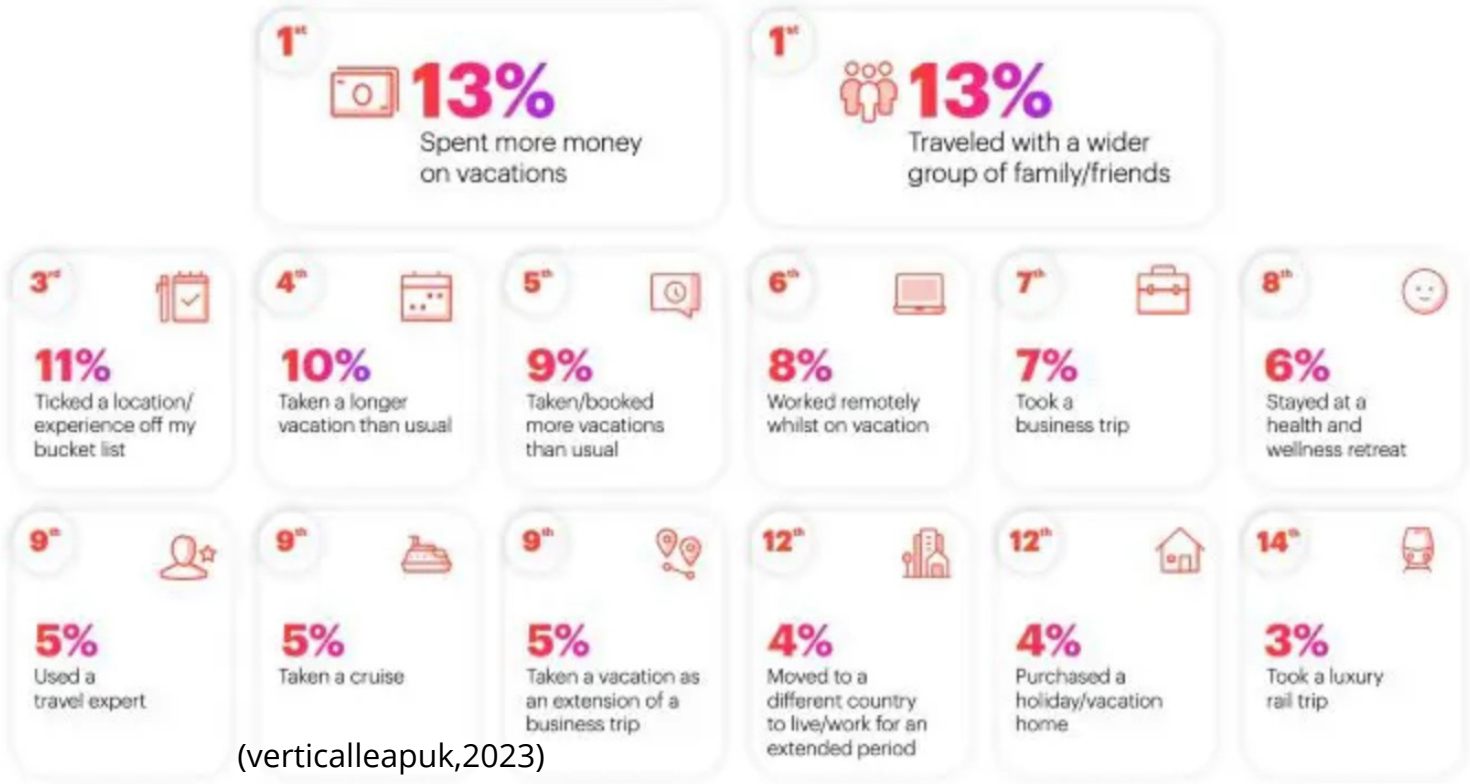 1st
13%
Spent more money
on vacations
1st
13%
Traveled with a wider
group of family/friends
3rd
11%
Ticked a location/
experience off my
bucket list
4th
10%
Taken a longer
vacation than usual
5th
9%
Taken/booked
more vacations
than usual
6th
8%
Worked remotely
whilst on vacation
7th
7%
Took a
business trip
8th
6%
Stayed at a
health and
wellness retreat
9th
5%
Used a
travel expert
9th
5%
Taken a cruise
9th
5%
Taken a vacation as
an extension of a
business trip
12th
4%
Moved to a
different country
to live/work for an
extended period
12th
4%
Purchased a
holiday/vacation
home
14th
3%
Took a luxury
rail trip
(verticalleapuk,2023)